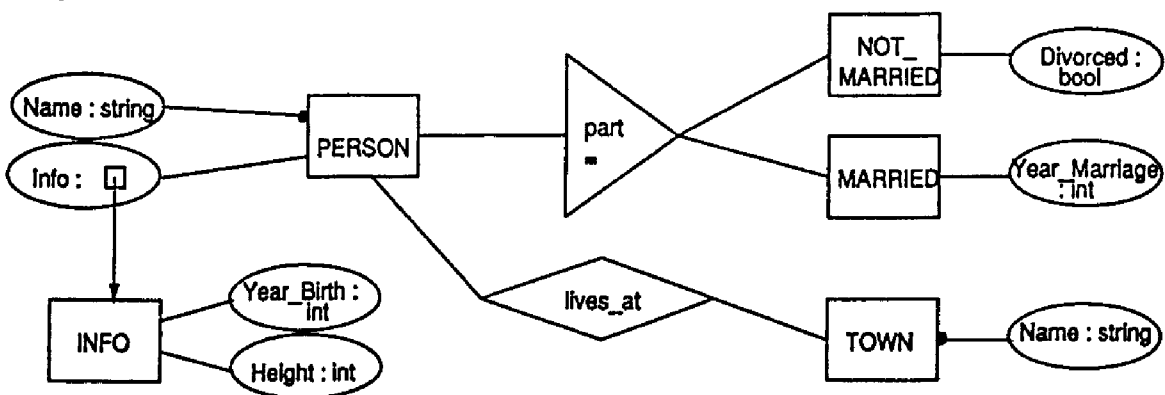 NOT_
MARRIED
Divorced :
bool
Name : string
part
=
PERSON
Info :
MARRIED
Year_Marriage
: int
Year_Birth :
int
lives_at
INFO
TOWN
Name : string
Height : int